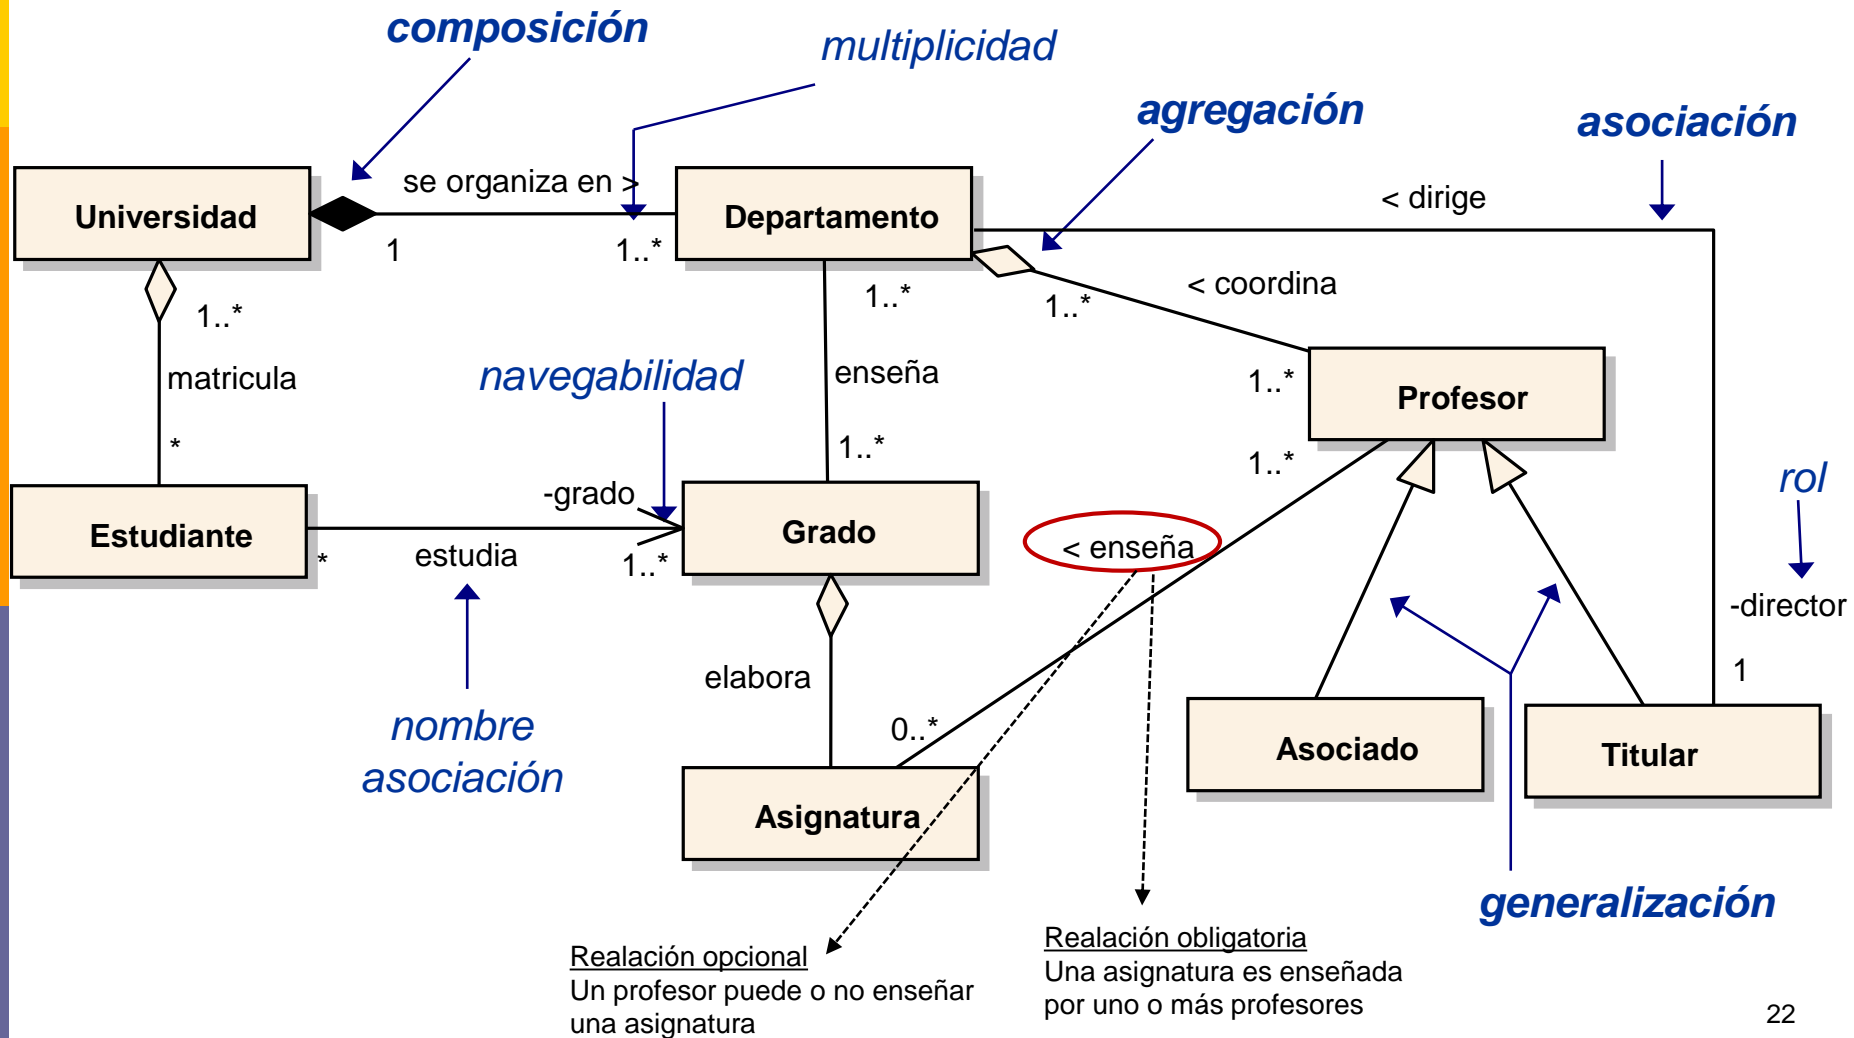 composición
multiplicidad
agregación
asociación
Universidad
se organiza en >
1
1..*
Departamento
< dirige
1..*
1..*
1..*
< coordina
matricula
navegabilidad
enseña
1..*
Profesor
*
1..*
1..*
rol
-grado
Estudiante
*
estudia
1..*
Grado
< enseña
-director
elabora
1
nombre
asociación
0..*
Asociado
Titular
Asignatura
generalización
Realación opcional
Un profesor puede o no enseñar
una asignatura
Realación obligatoria
Una asignatura es enseñada
por uno o más profesores
22